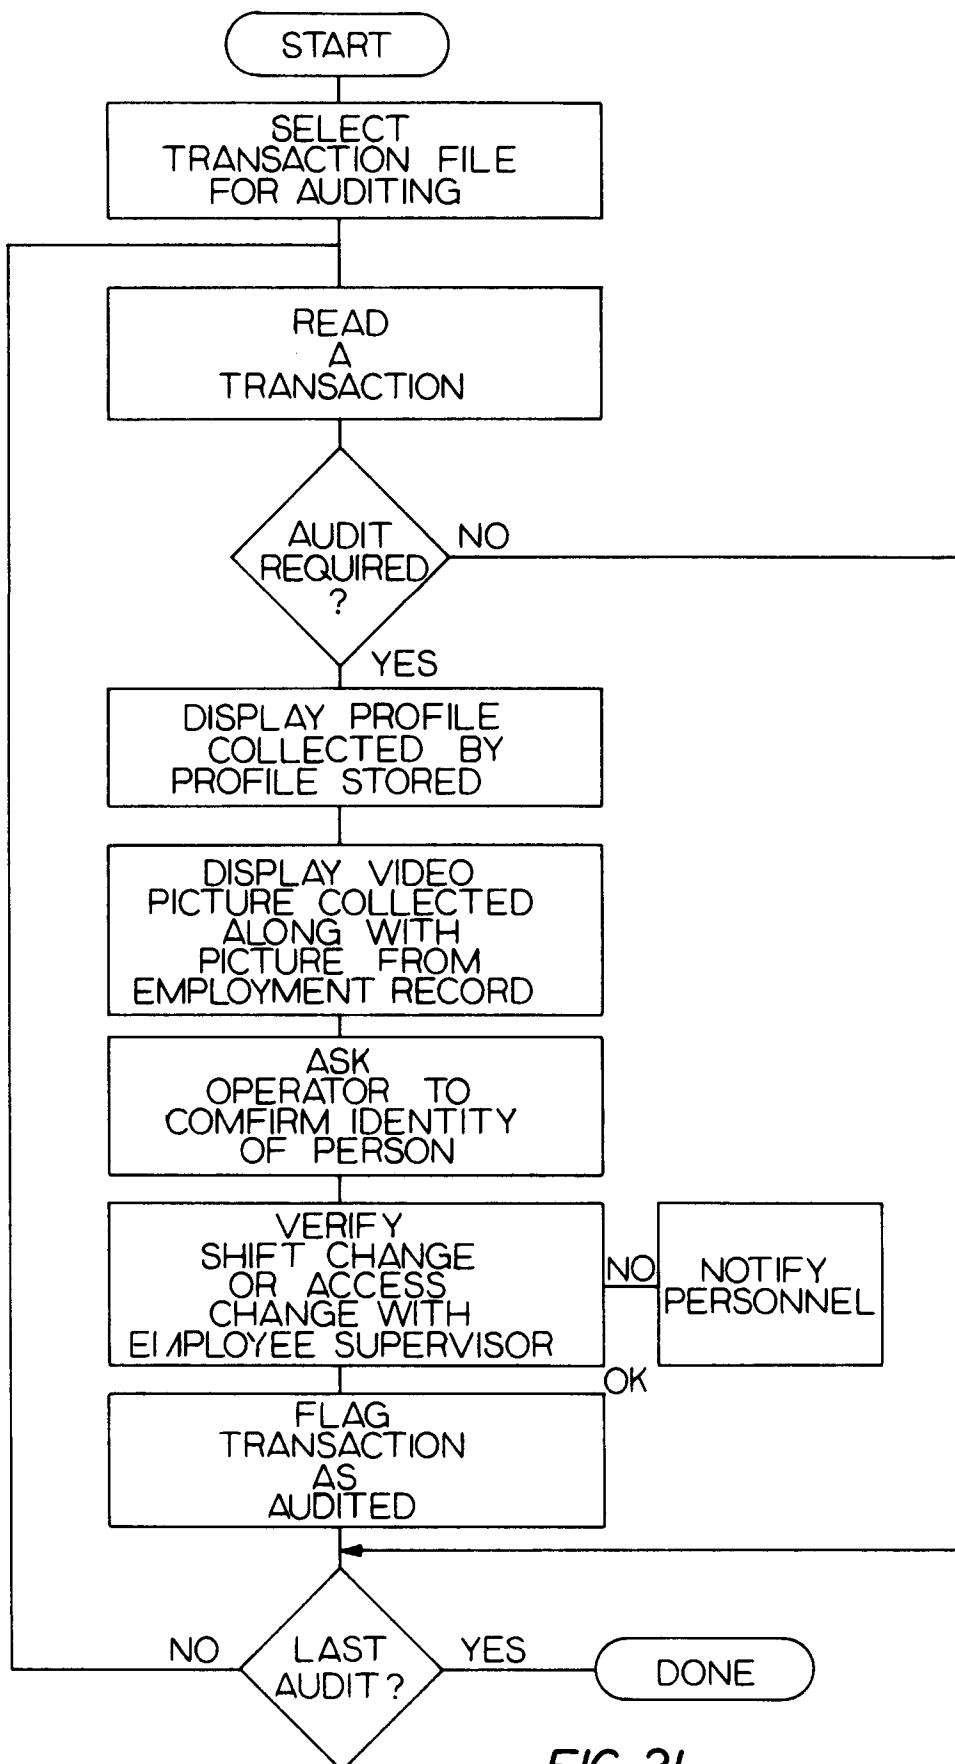 START
SELECT
TRANSACTION FILE
FOR AUDITING
READ
A
TRANSACTION
AUDIT
REQUIRED
?
NO
YES
DISPLAY PROFILE
COLLECTED BY
PROFILE STORED
DISPLAY VIDEO
PICTURE COLLECTED
ALONG WITH
PICTURE FROM
EMPLOYMENT RECORD
ASK
OPERATOR TO
COMFIRM IDENTITY
OF PERSON
VERIFY
SHIFT CHANGE
OR ACCESS
CHANGE WITH
EMPLOYEE SUPERVISOR
NO
NOTIFY
PERSONNEL
OK
FLAG
TRANSACTION
AS
AUDITED
LAST
AUDIT?
NO
YES
DONE